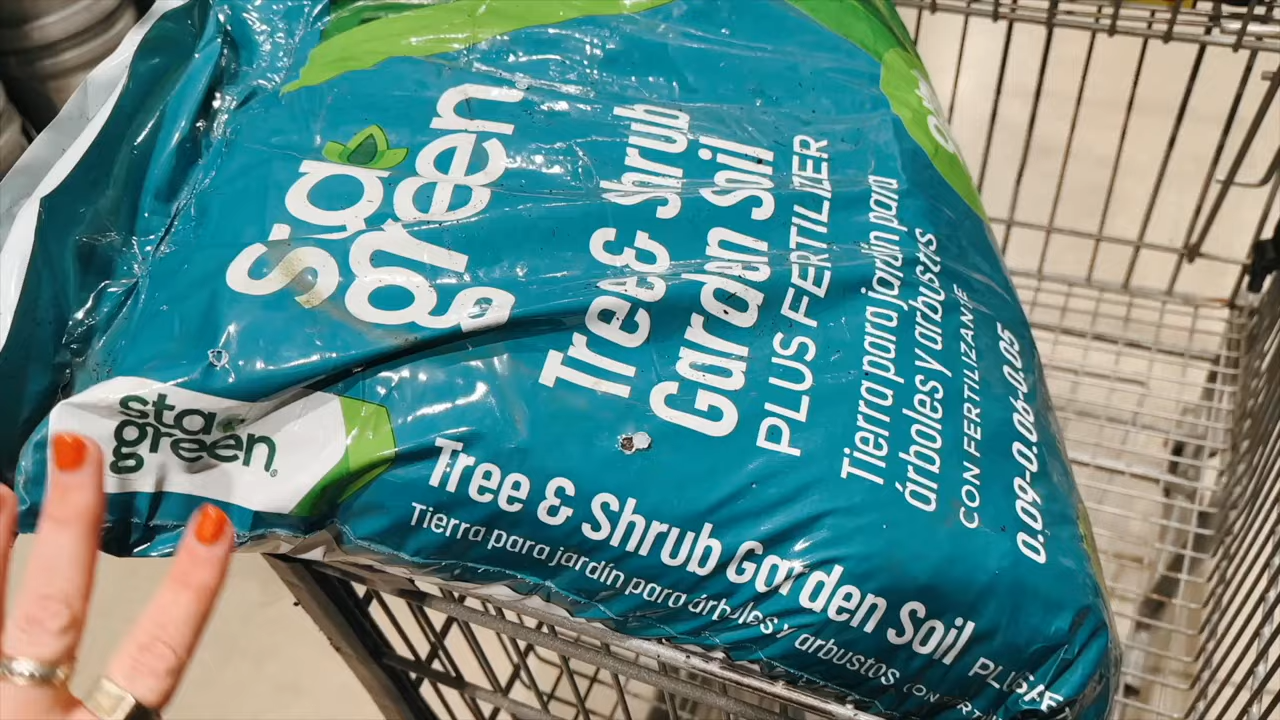 sta
green
Tree & Shrub
Garden Soil
PLUS FERTILIZER
Tierra para jardín para
árboles y arbustos
CON FERTILIZANTE
0.09-0.06-0.05
sta
green
Tree & Shrub Garden Soil
Tierra para jardín para árboles y arbustos